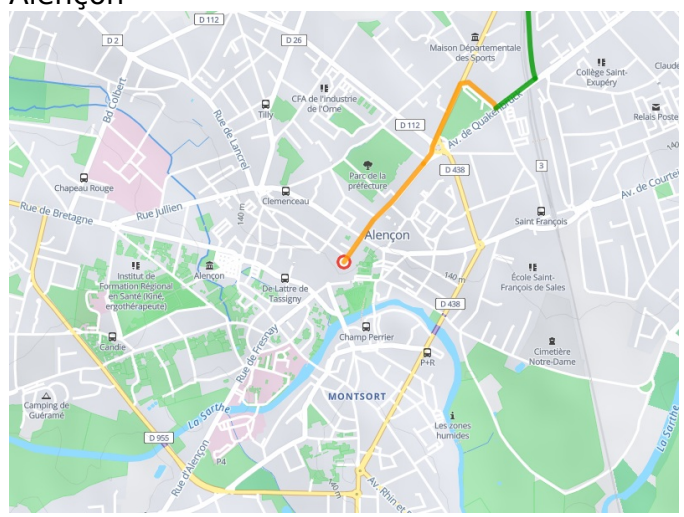 Alençon
D 112
D 2
D 26
Maison Départementale
des Sports
Collège Saint-
Exupéry
Claude
Bd Colbert
CFA de l'industrie
de l'Orne
Tilly
Rue de Lancrel
D 112
Av. de Quakenbrück
Relais Poste
140
Parc de la
préfecture
D 438
3
Av. de Courtei
Chapeau Rouge
Clemenceau
140 m
Rue de Bretagne
Rue Jullien
Saint François
Alençon
Institut de
Formation Régional
en Santé (Kiné,
ergothérapeute)
Alençon
De Lattre de
Tassigny
140 m
École Saint-
François de Sales
D 438
Candie
Rue de Fresnay
Champ Perrier
P+R
Cimetière
Notre-Dame
Camping de
Guéramé
La Sarthe
MONTSORT
Les zones
humides
La Sarthe
D 955
Rue d'Alençon
P4
140 m
Av. Rhin et